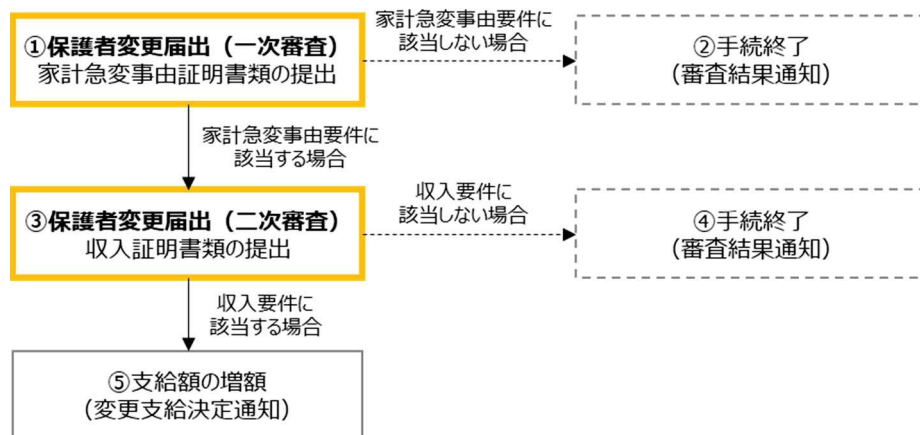 ①保護者変更届出（一次審査）
家計急変事由証明書類の提出
家計急変事由要件に
該当しない場合
②手続終了
（審査結果通知）
家計急変事由要件に
該当する場合
③保護者変更届出（二次審査）
収入証明書類の提出
収入要件に
該当しない場合
④手続終了
（審査結果通知）
収入要件に
該当する場合
⑤支給額の増額
（変更支給決定通知）